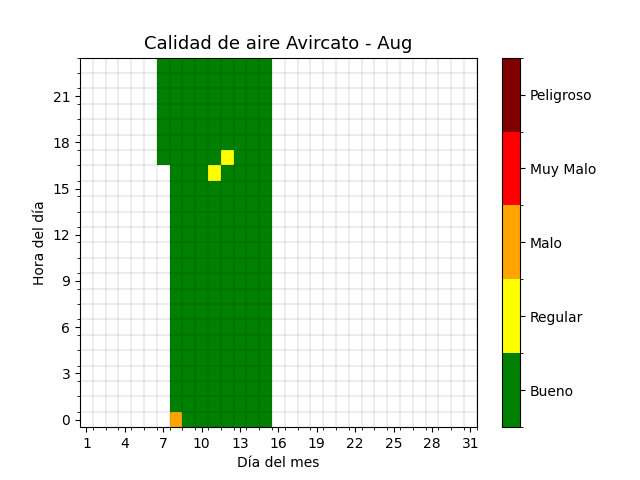 Calidad de aire Avircato - Aug
Hora del día
21
18
15
12
9
6
3
0
1 4 7 10 13 16 19 22 25 28 31
Día del mes
Peligroso
Muy Malo
Malo
Regular
Bueno